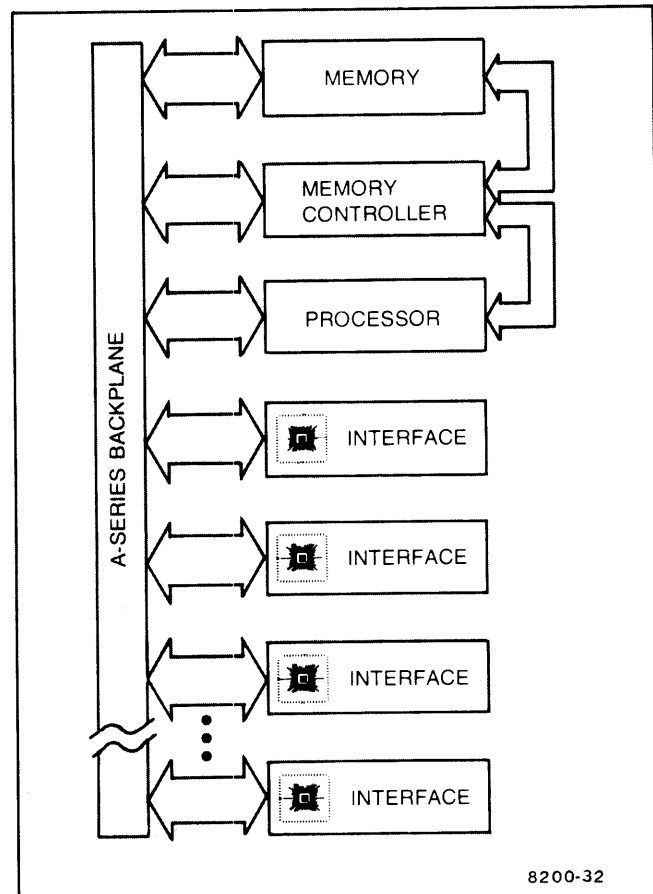 A-SERIES BACKPLANE
MEMORY
MEMORY
CONTROLLER
PROCESSOR
INTERFACE
INTERFACE
INTERFACE
INTERFACE
8200-32